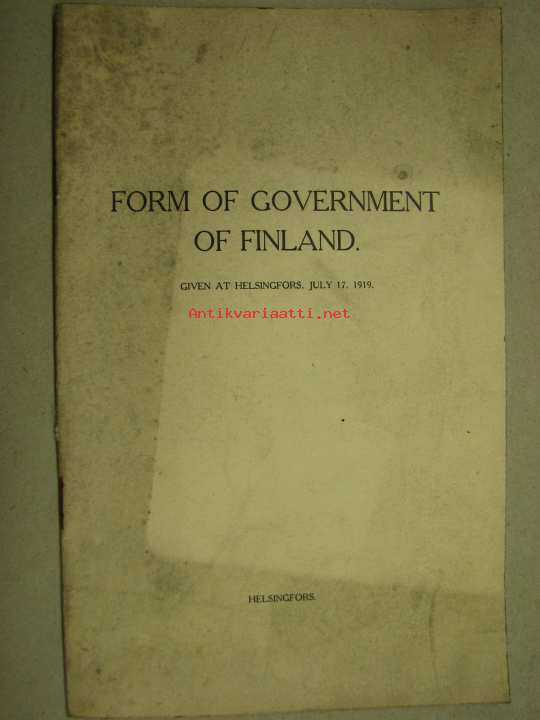 FORM OF GOVERNMENT
OF FINLAND.
GIVEN AT HELSINGFORS, JULY 17, 1919.
Antikvariaatti.net
HELSINGFORS.